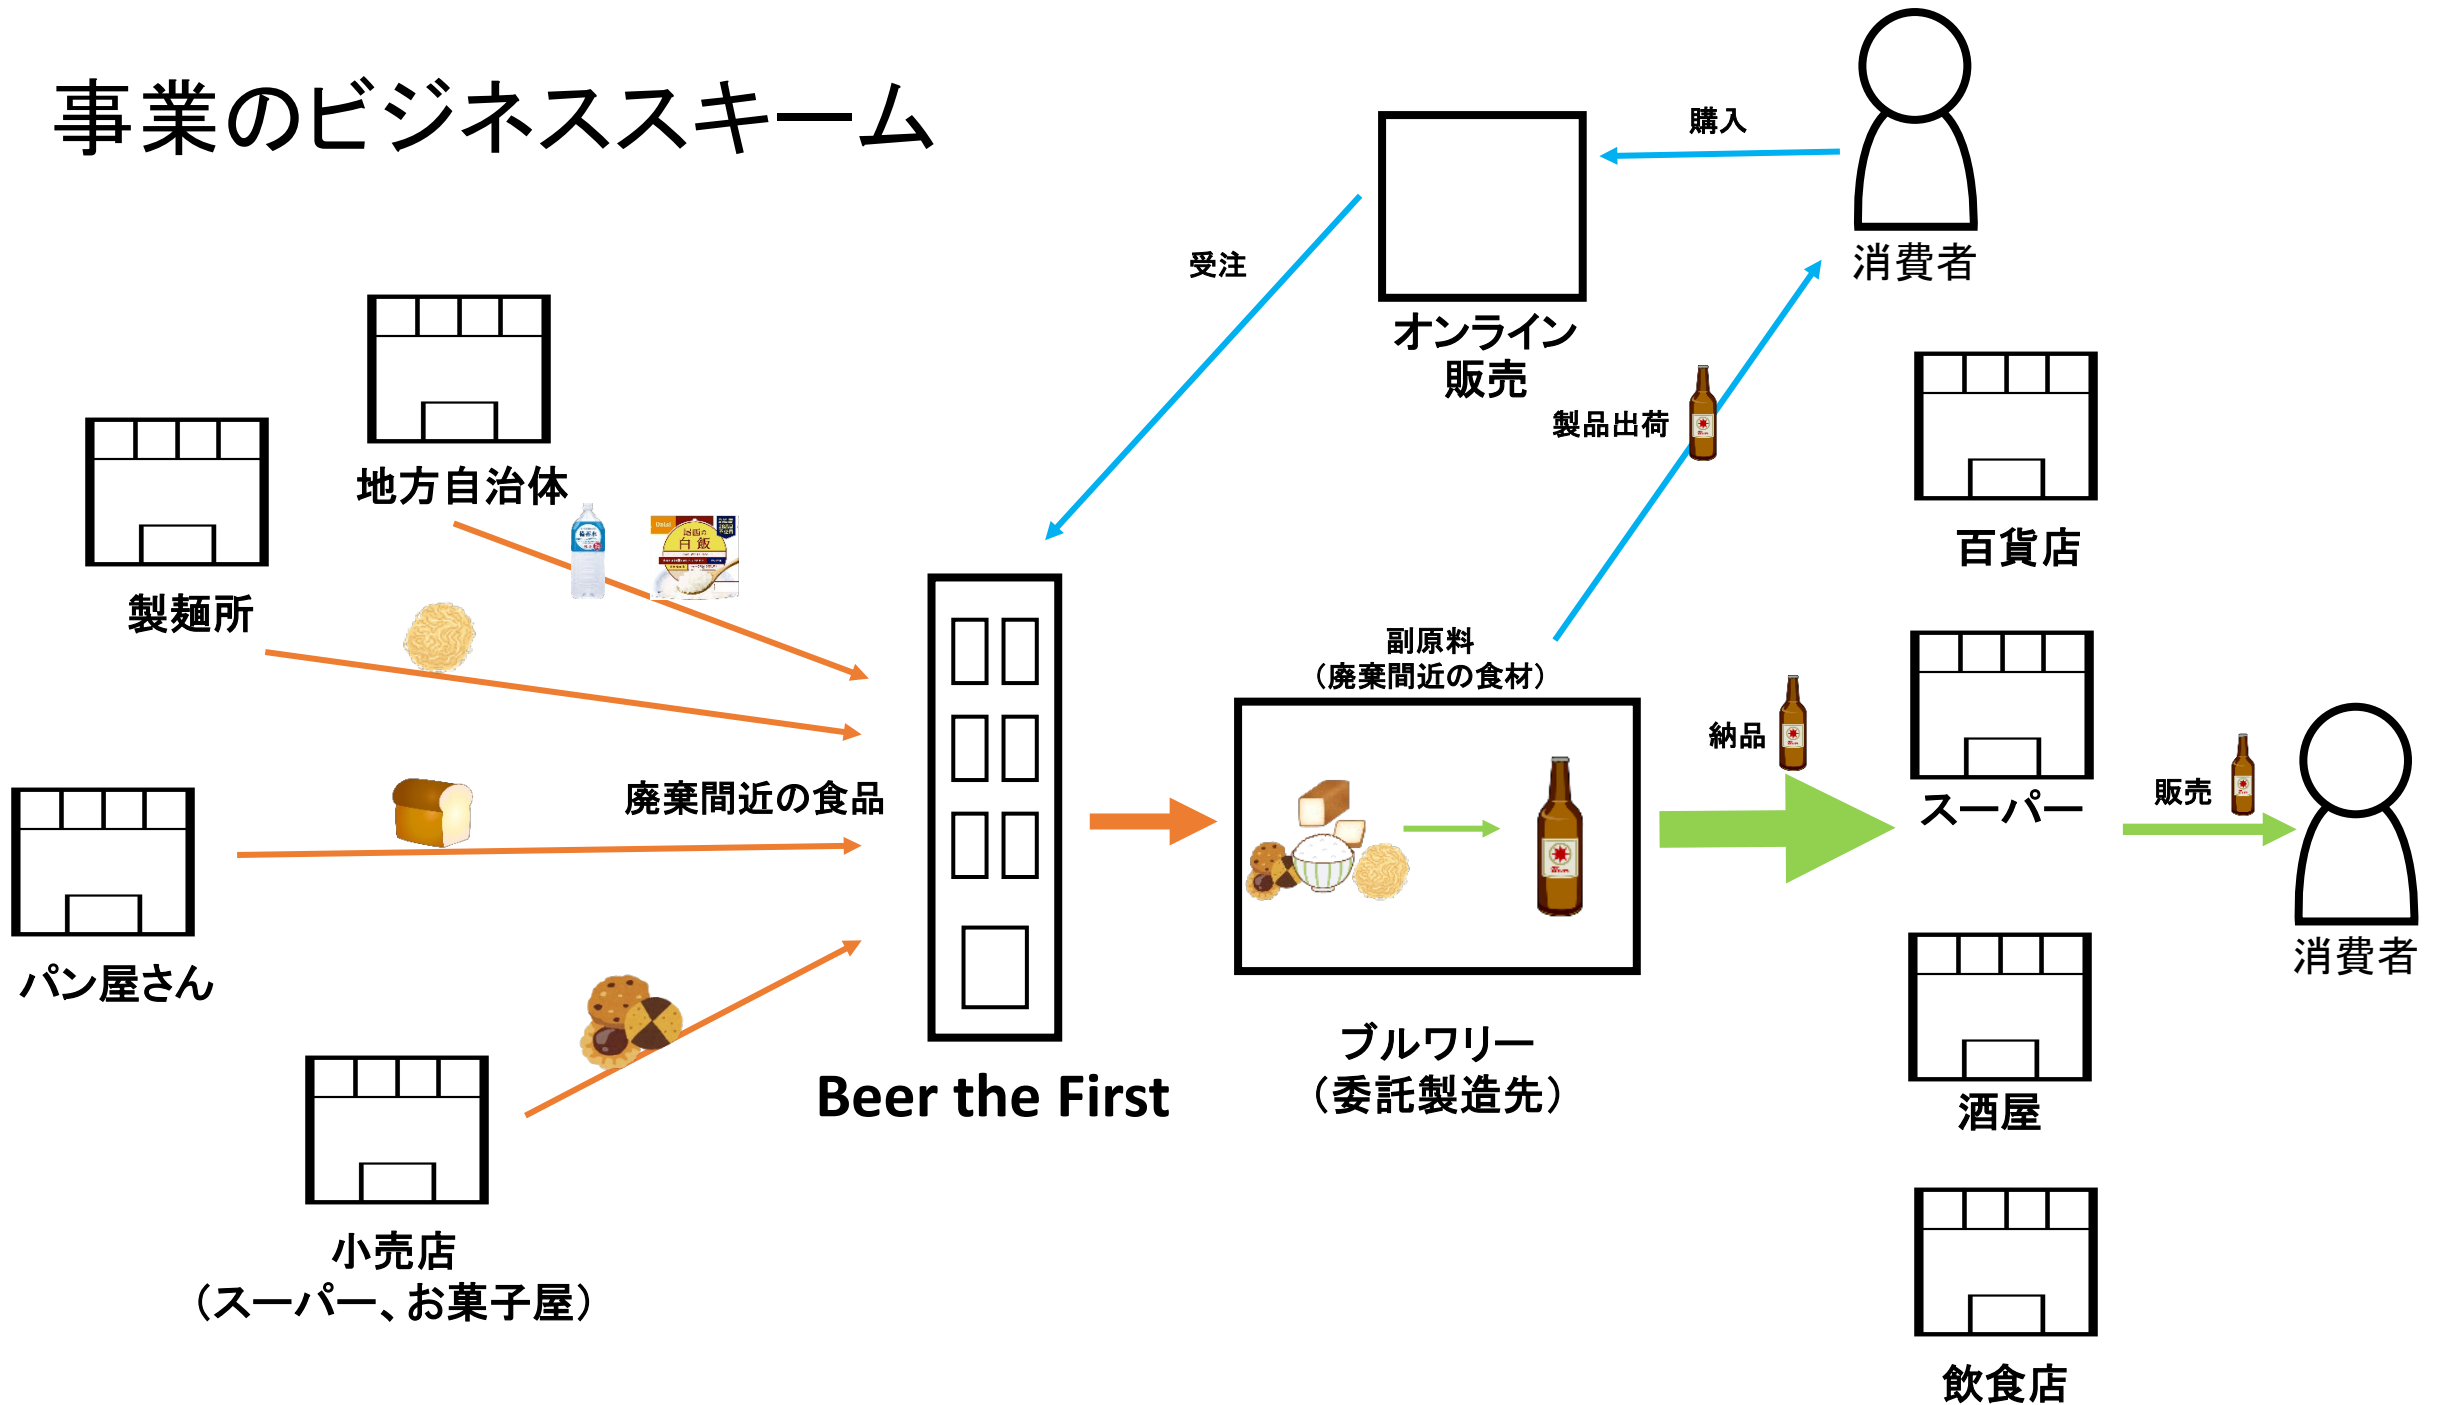 事業のビジネススキーム
購入
消費者
受注
オンライン
販売
製品出荷
地方自治体
製麺所
百貨店
白飯
副原料
（廃棄間近の食材）
納品
スーパー
販売
廃棄間近の食品
パン屋さん
消費者
Beer the First
ブルワリー
（委託製造先）
酒屋
小売店
（スーパー、お菓子屋）
飲食店